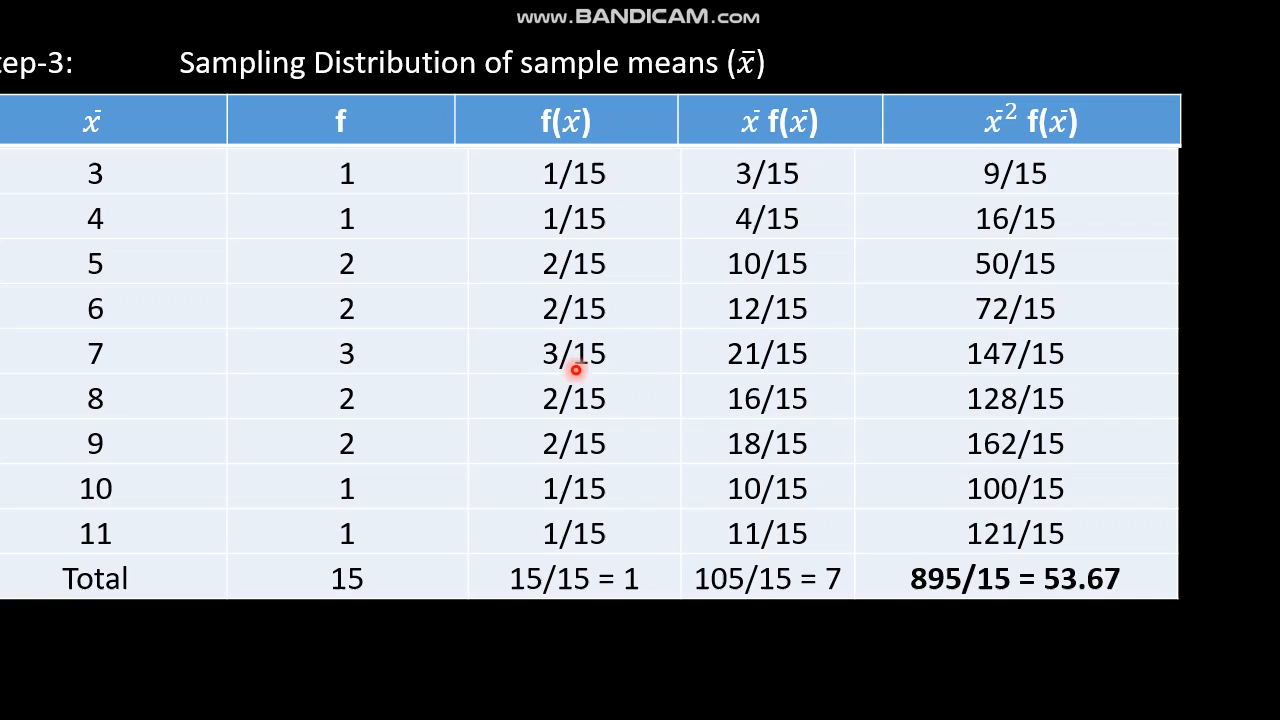 www.BANDICAM.com
tep-3: Sampling Distribution of sample means (x̄)
x̄ f f(x̄) x̄ f(x̄) x̄² f(x̄)
3 1 1/15 3/15 9/15
4 1 1/15 4/15 16/15
5 2 2/15 10/15 50/15
6 2 2/15 12/15 72/15
7 3 3/15 21/15 147/15
8 2 2/15 16/15 128/15
9 2 2/15 18/15 162/15
10 1 1/15 10/15 100/15
11 1 1/15 11/15 121/15
Total 15 15/15 = 1 105/15 = 7 895/15 = 53.67